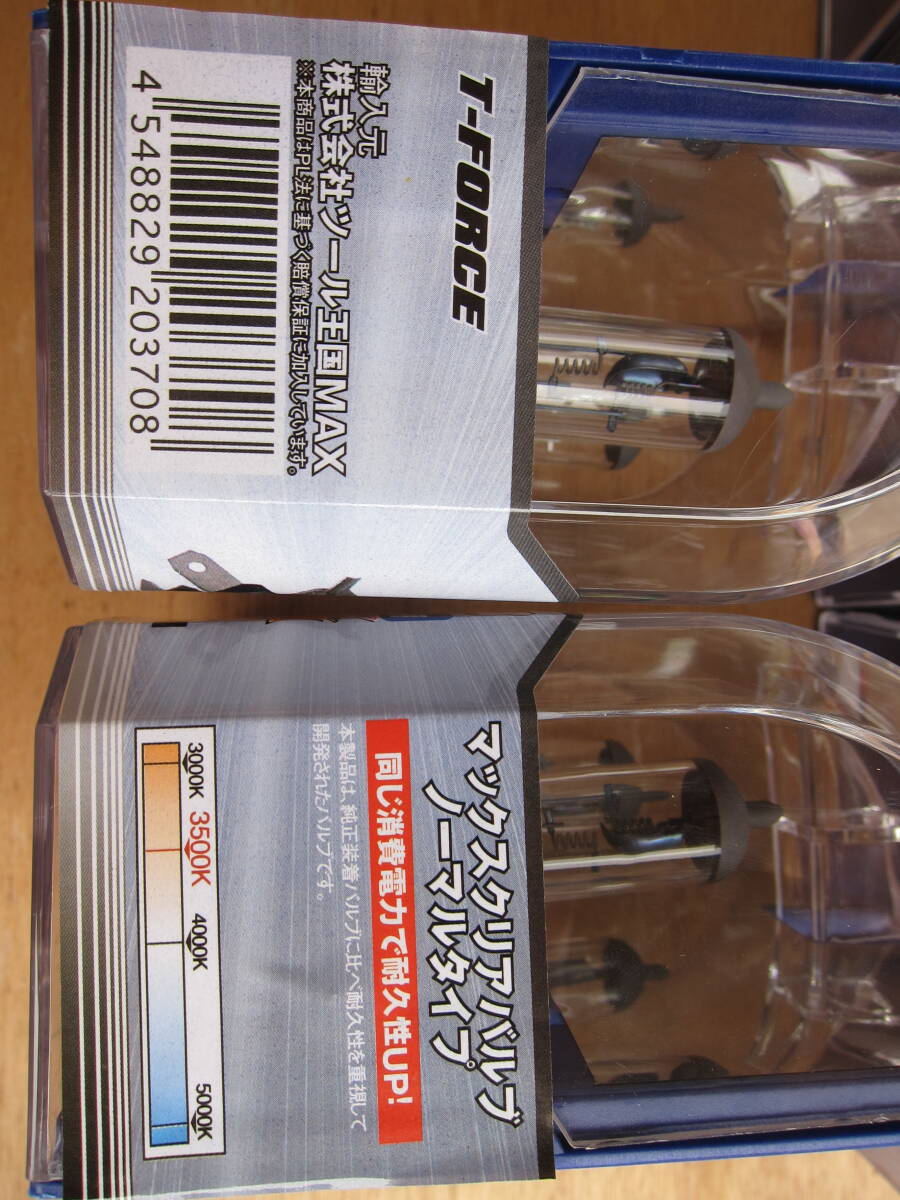 T-FORCE
輸入元
株式会社ツール王国MAX
※本商品はPL法に基づく賠償保証に加入しています。
4 548829 203708
マックスクリアバルブ
ノーマルタイプ
同じ消費電力で耐久性UP!
本製品は、純正装着バルブに比べ耐久性を重視して
開発されたバルブです。
3000K 3500K 4000K 5000K